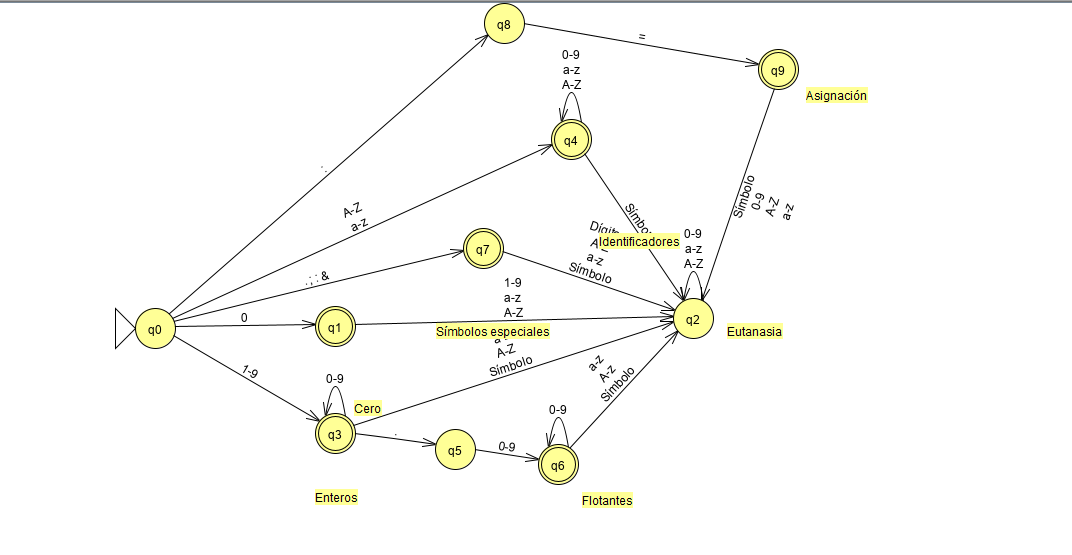 q8
=
q9
Asignación
0-9
a-z
A-Z
q4
:
A-Z
a-z
Símbolo
0-9
A-Z
a-z
Identificadores
0-9
a-z
A-Z
q7
a-z
Símbolo
. ; : &
1-9
a-z
A-Z
q0
0
q1
Símbolos especiales
q2
Eutanasia
A-Z
Símbolo
a-z
A-z
Símbolo
1-9
0-9
Cero
q3
.
q5
0-9
0-9
q6
Enteros
Flotantes